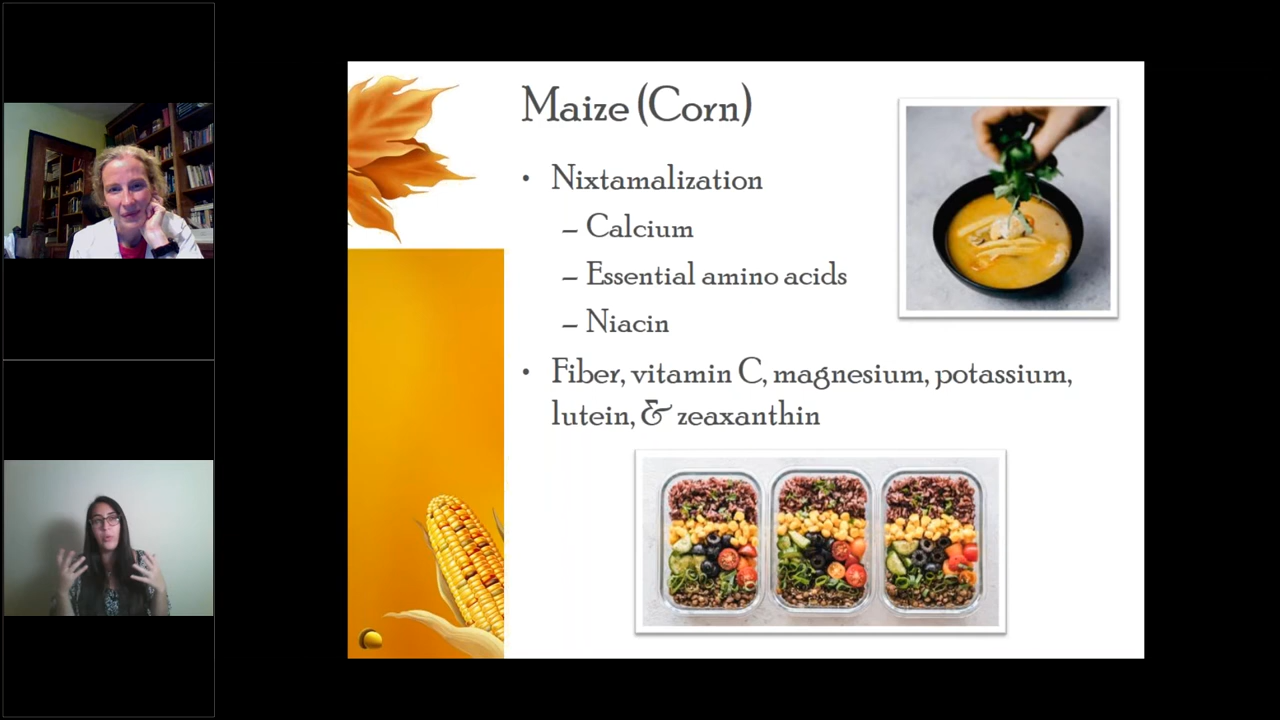 Maize (Corn)
• Nixtamalization
– Calcium
– Essential amino acids
– Niacin
• Fiber, vitamin C, magnesium, potassium,
lutein, & zeaxanthin